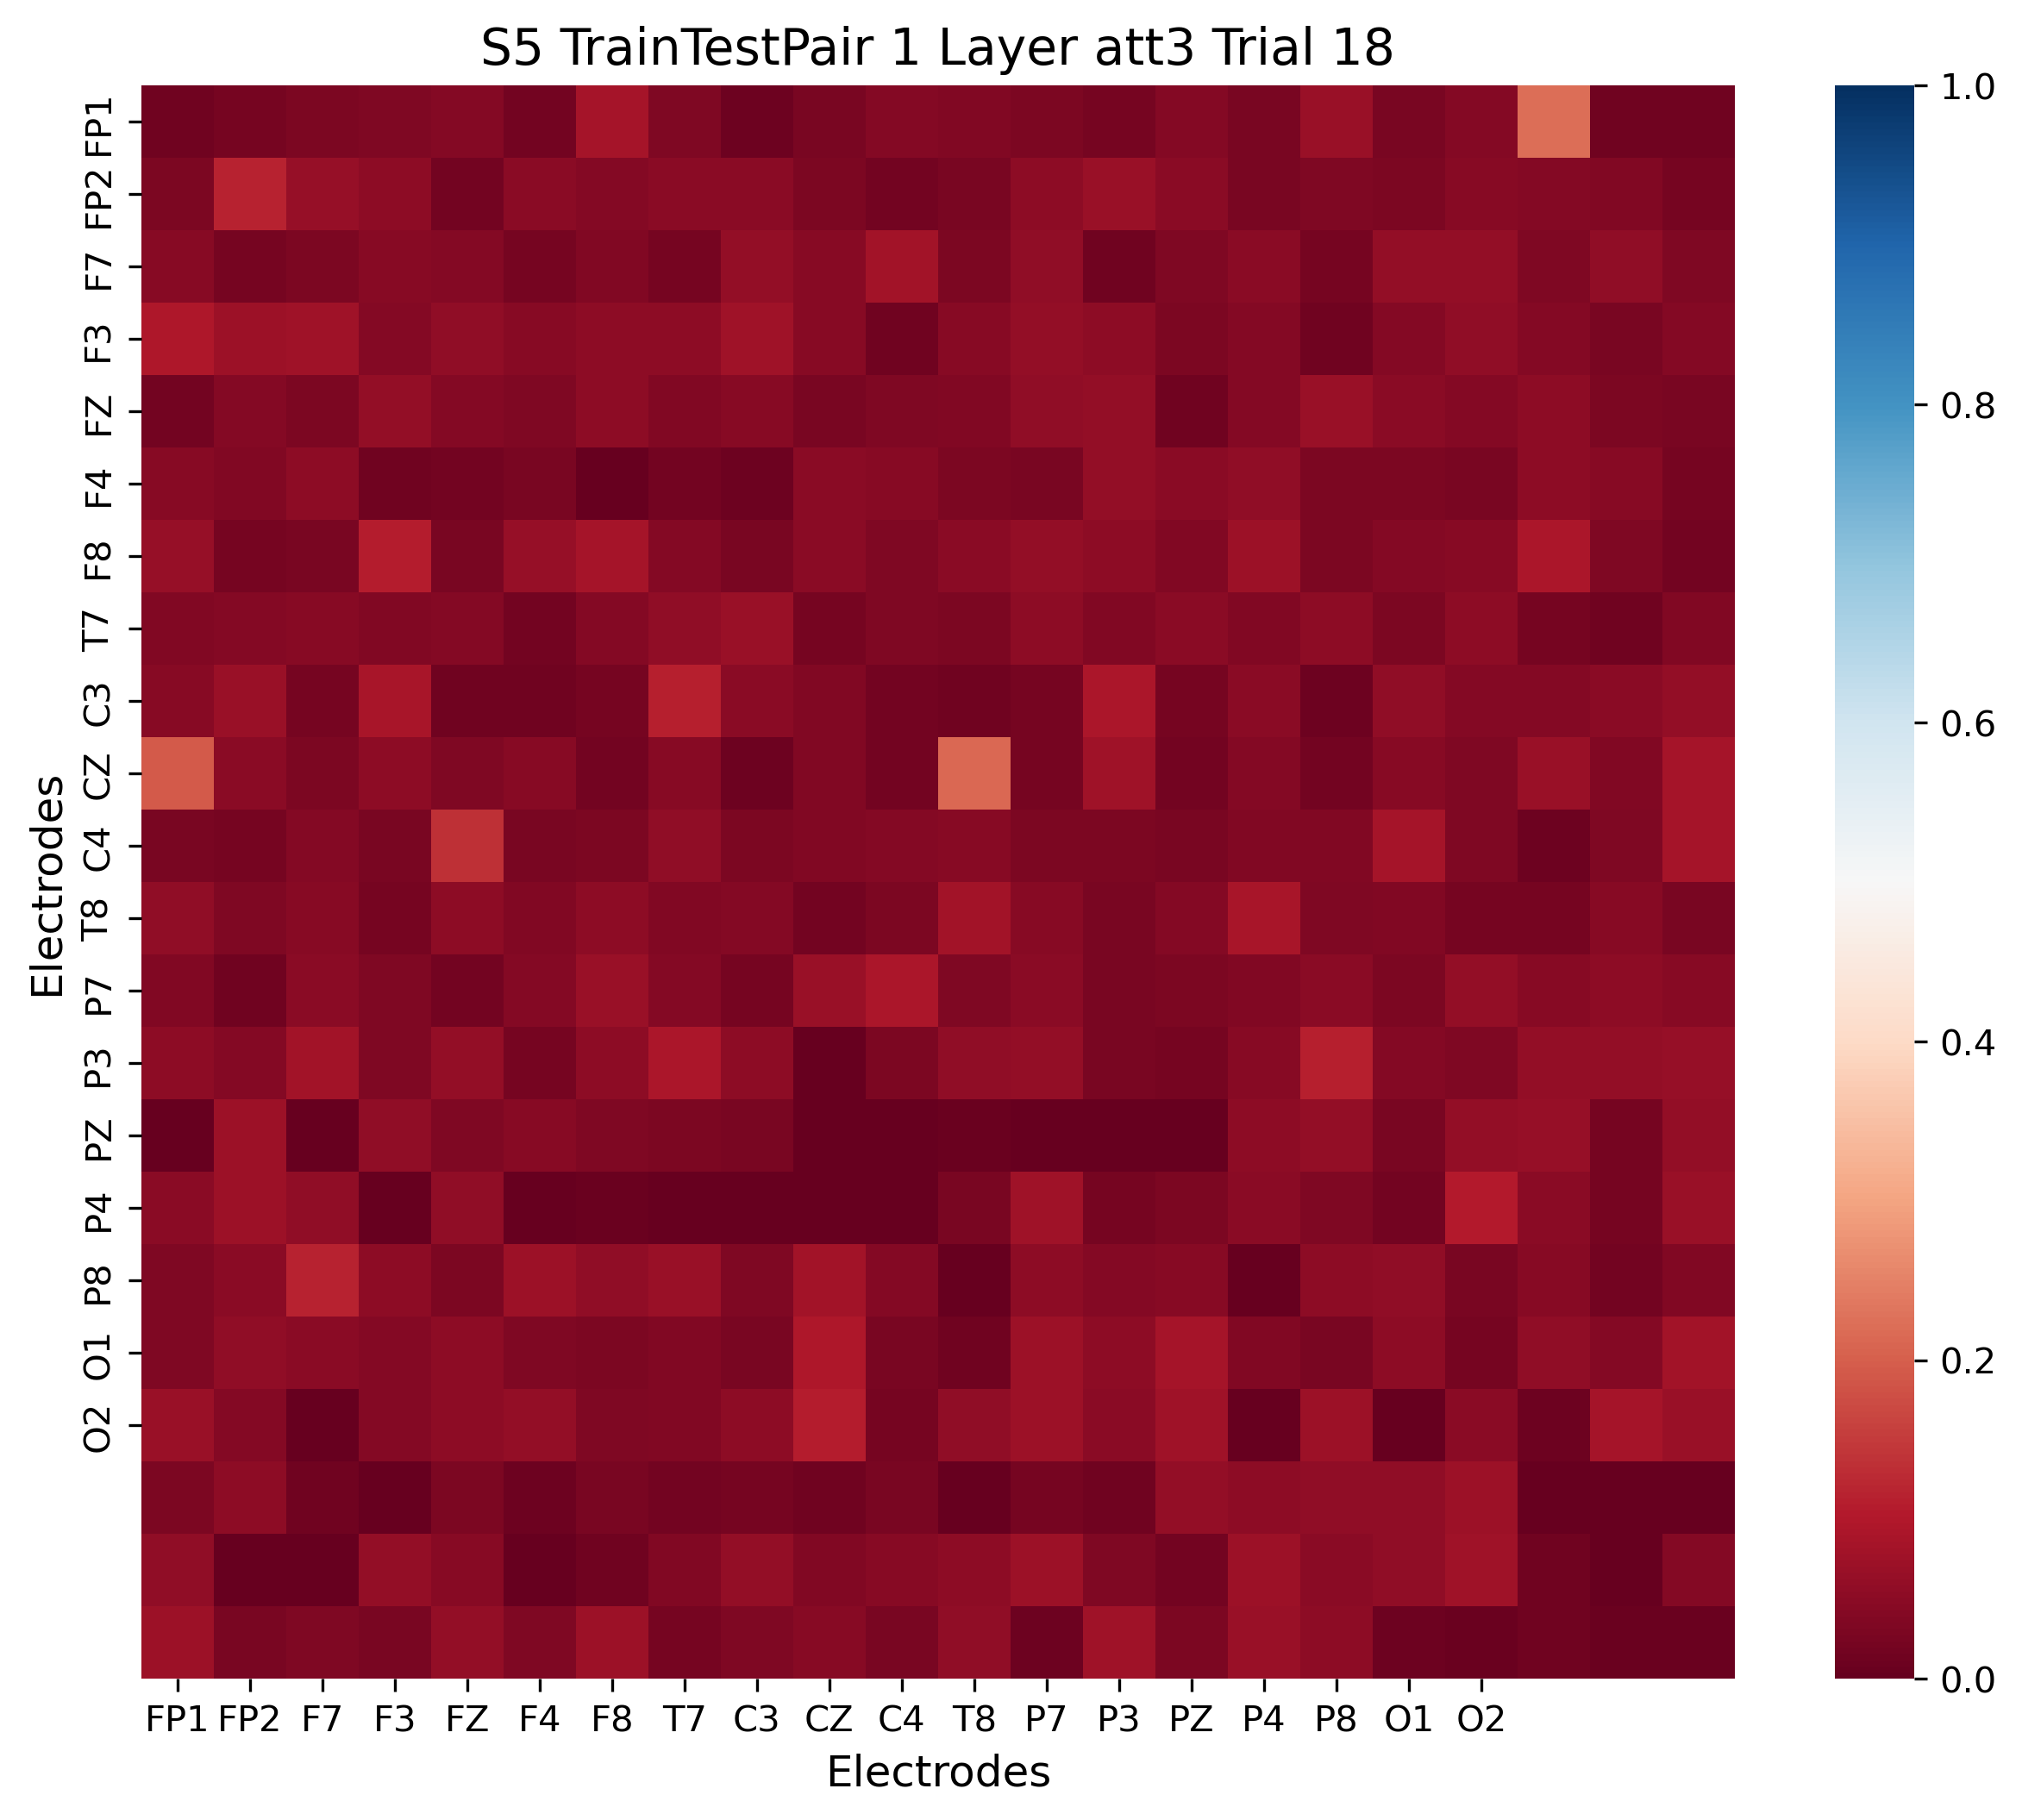 S5 TrainTestPair 1 Layer att3 Trial 18
Electrodes
FP1
FP2
F7
F3
FZ
F4
F8
T7
C3
CZ
C4
T8
P7
P3
PZ
P4
P8
O1
O2
FP1 FP2 F7 F3 FZ F4 F8 T7 C3 CZ C4 T8 P7 P3 PZ P4 P8 O1 O2
Electrodes
1.0
0.8
0.6
0.4
0.2
0.0